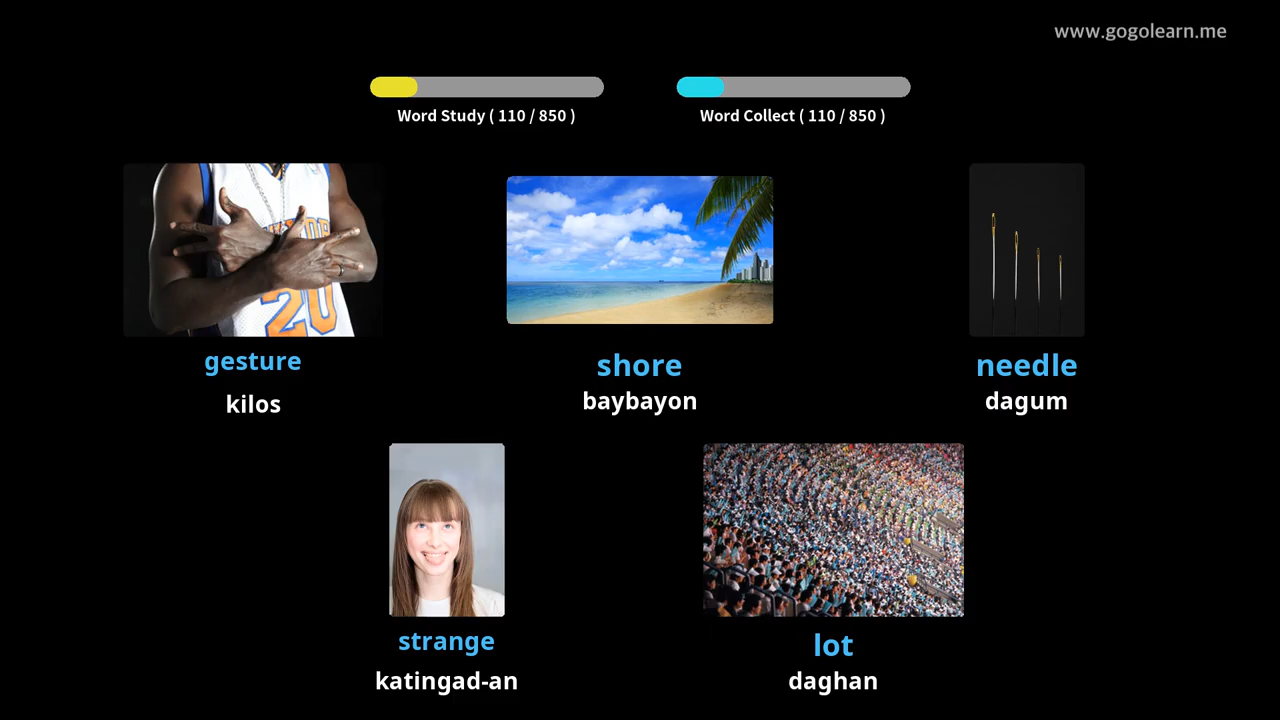 www.gogolearn.me
Word Study ( 110 / 850 )
Word Collect ( 110 / 850 )
20
gesture
kilos
shore
baybayon
needle
dagum
strange
katingad-an
lot
daghan